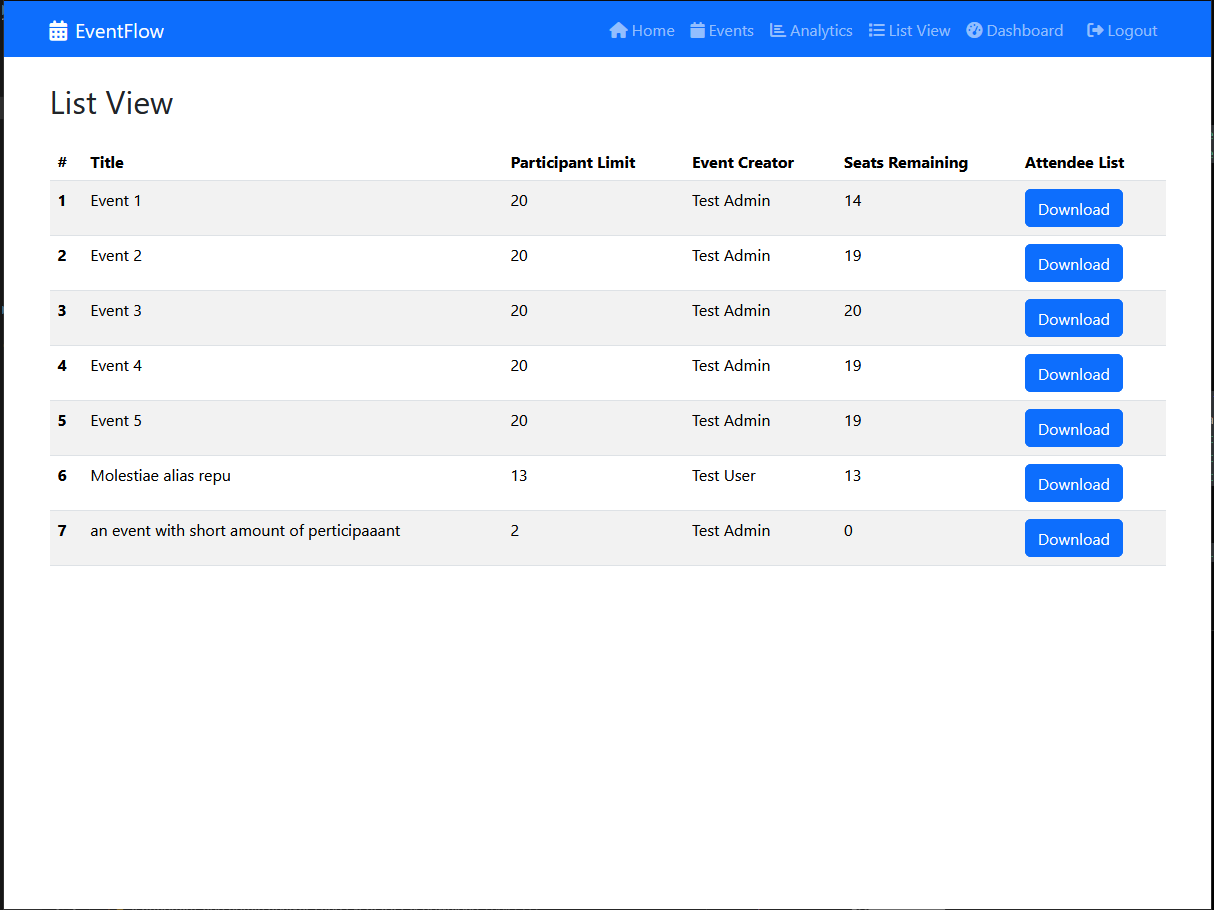 EventFlow Home Events Analytics List View Dashboard Logout
List View
# Title Participant Limit Event Creator Seats Remaining Attendee List
1 Event 1 20 Test Admin 14 Download
2 Event 2 20 Test Admin 19 Download
3 Event 3 20 Test Admin 20 Download
4 Event 4 20 Test Admin 19 Download
5 Event 5 20 Test Admin 19 Download
6 Molestiae alias repu 13 Test User 13 Download
7 an event with short amount of perticipaaant 2 Test Admin 0 Download